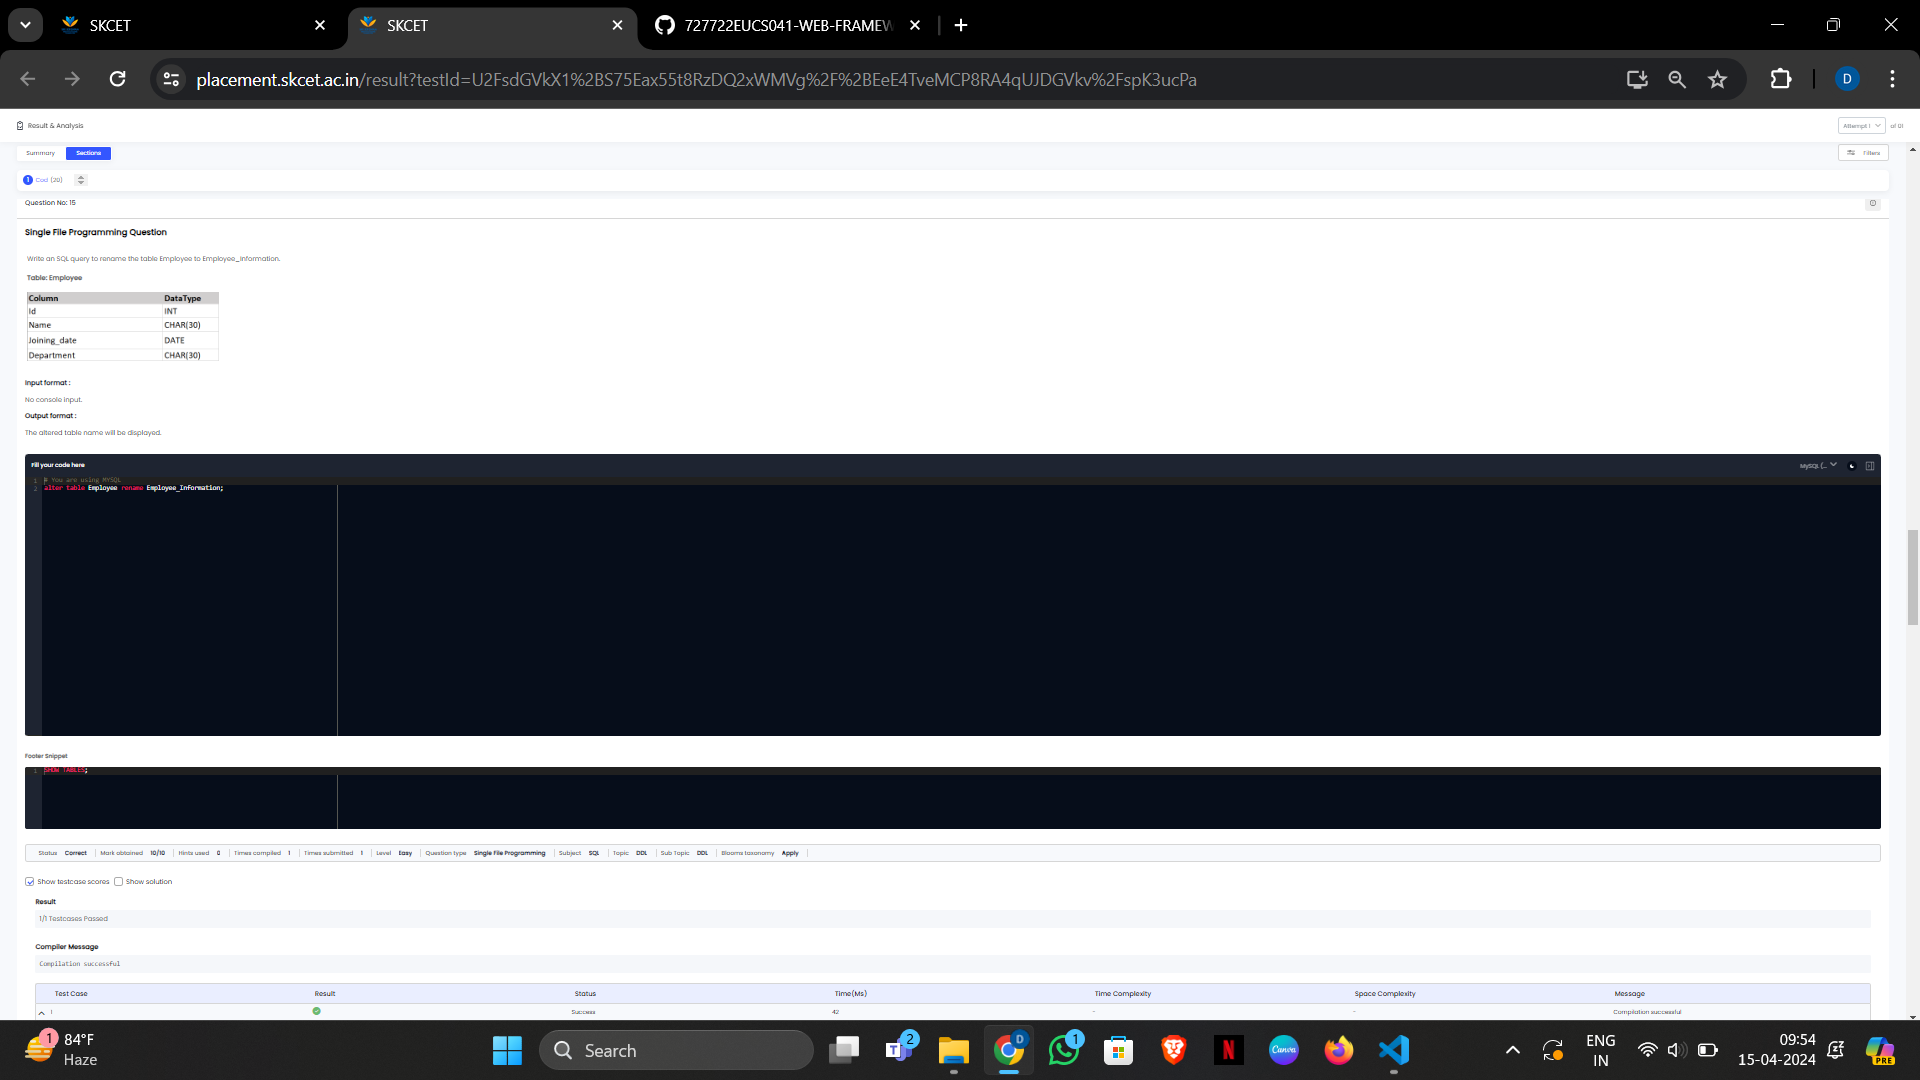 SKCET
SKCET
727722EUCS041-WEB-FRAMEW
placement.skcet.ac.in/result?testId=U2FsdGVkX1%2BS75Eax55t8RzDQ2xWMVg%2F%2BEeE4TveMCP8RA4qUJDGVkv%2FspK3ucPa
D
Result & Analysis
Attempt 1 of 01
Summary Sections
Filters
1 Cod (20)
Question No: 15
Single File Programming Question
Write an SQL query to rename the table Employee to Employee_Information.
Table: Employee
Column DataType
Id INT
Name CHAR(30)
Joining_date DATE
Department CHAR(30)
Input format :
No console input.
Output format :
The altered table name will be displayed.
Fill your code here
MySQL (...
1 # You are using MYSQL
2 alter table Employee rename Employee_Information;
Footer Snippet
1 SHOW TABLES;
Status Correct Mark obtained 10/10 Hints used 0 Times compiled 1 Times submitted 1 Level Easy Question type Single File Programming Subject SQL Topic DDL Sub Topic DDL Blooms taxonomy Apply
Show testcase scores Show solution
Result
1/1 Testcases Passed
Compiler Message
Compilation successful
Test Case Result Status Time(Ms) Time Complexity Space Complexity Message
1 Success 42 - - Compilation successful
1
84°F
Haze
Search
2
D
1
N
Canva
ENG
IN
09:54
15-04-2024
PRE